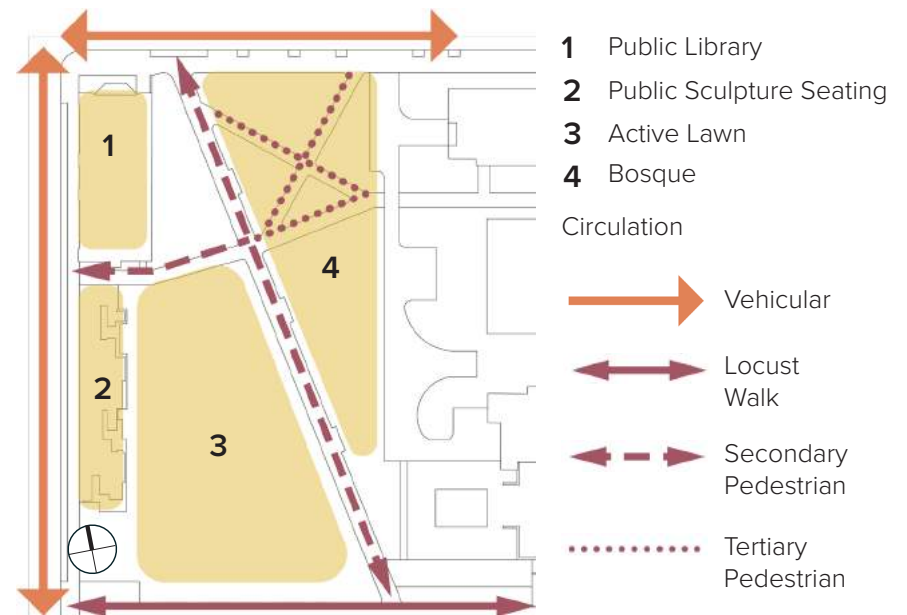 1 Public Library
2 Public Sculpture Seating
3 Active Lawn
4 Bosque
Circulation
Vehicular
Locust
Walk
Secondary
Pedestrian
Tertiary
Pedestrian
1
4
2
3